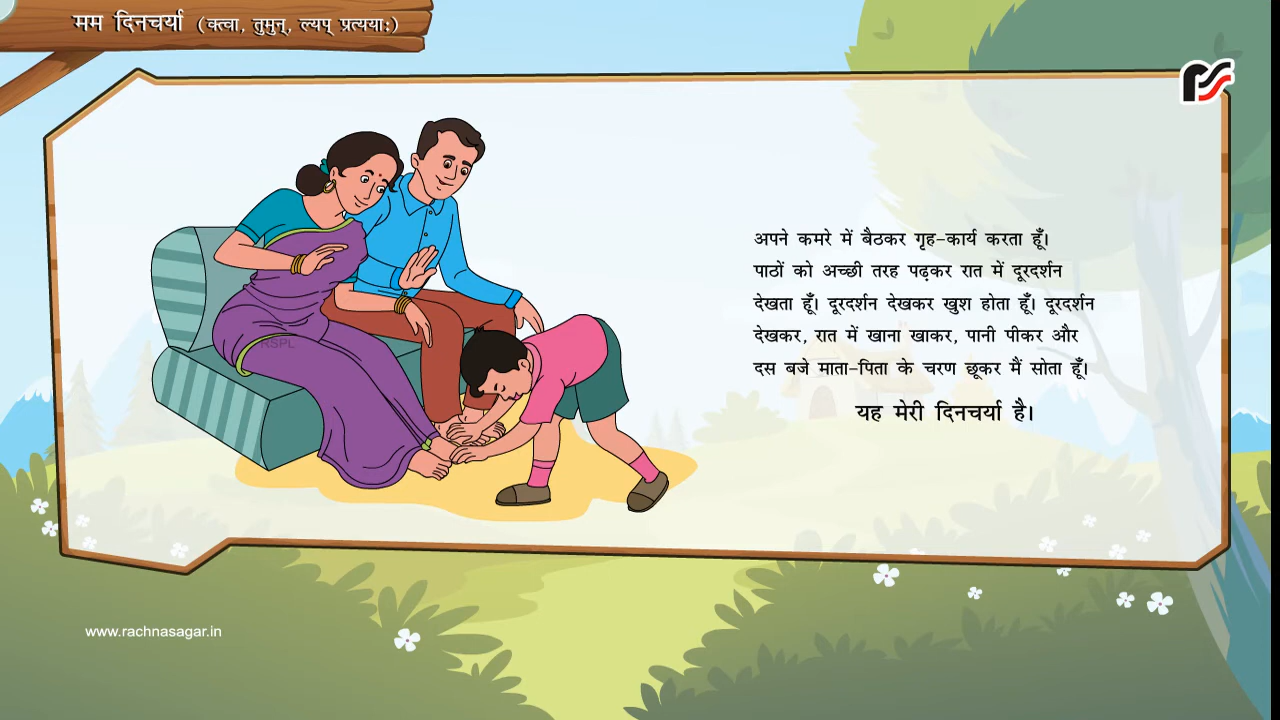 मम दिनचर्या (क्त्वा, तुमुन्, ल्यप् प्रत्ययाः)
अपने कमरे में बैठकर गृह-कार्य करता हूँ।
पाठों को अच्छी तरह पढ़कर रात में दूरदर्शन
देखता हूँ। दूरदर्शन देखकर खुश होता हूँ। दूरदर्शन
देखकर, रात में खाना खाकर, पानी पीकर और
दस बजे माता-पिता के चरण छूकर मैं सोता हूँ।
यह मेरी दिनचर्या है।
RSPL
www.rachnasagar.in